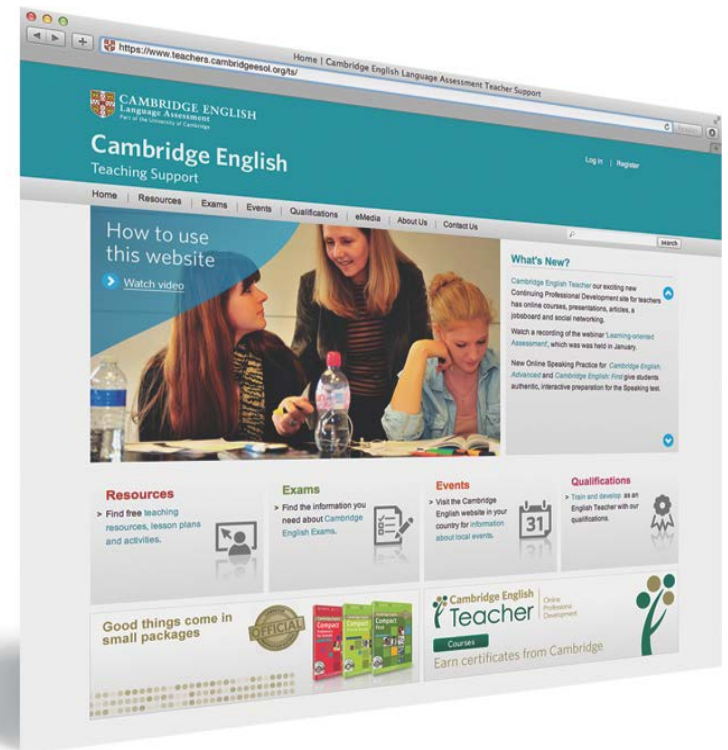 Home | Cambridge English Language Assessment Teacher Support
https://www.teachers.cambridgeesol.org/ts/
CAMBRIDGE ENGLISH
Language Assessment
Part of the University of Cambridge
Cambridge English
Teaching Support
Log in | Register
Home | Resources | Exams | Events | Qualifications | eMedia | About Us | Contact Us
search
How to use
this website
Watch video
What's New?
Cambridge English Teacher our exciting new
Continuing Professional Development site for teachers
has online courses, presentations, articles, a
jobsboard and social networking.
Watch a recording of the webinar 'Learning-oriented
Assessment', which was was held in January.
New Online Speaking Practice for Cambridge English:
Advanced and Cambridge English: First give students
authentic, interactive preparation for the Speaking test.
Resources
> Find free teaching
resources, lesson plans
and activities.
Exams
> Find the information you
need about Cambridge
English Exams.
Events
> Visit the Cambridge
English website in your
country for information
about local events.
31
Qualifications
> Train and develop as an
English Teacher with our
qualifications.
Good things come in
small packages
OFFICIAL
Compact
Compact
Compact
First
Cambridge English
Teacher
Online
Professional
Development
Courses
Earn certificates from Cambridge